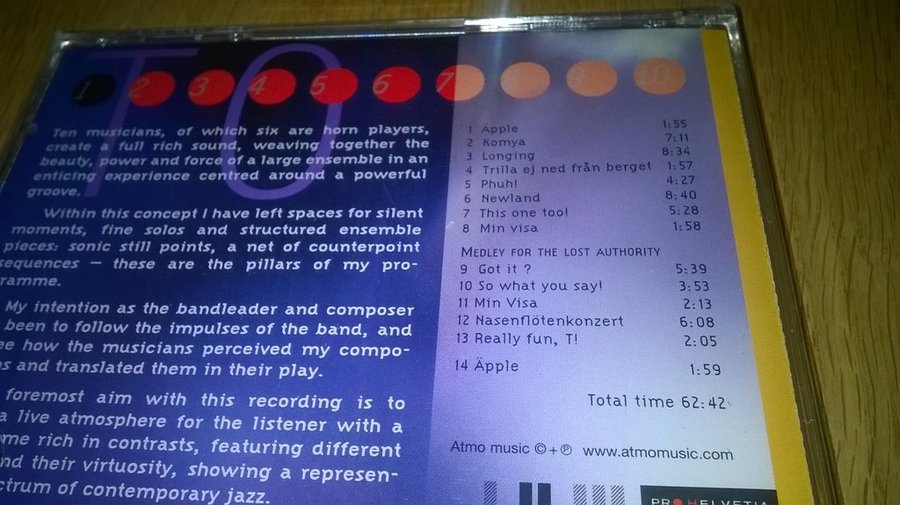 TO
1 2 3 4 5 6 7 8 9 10
Ten musicians, of which six are horn players,
create a full rich sound, weaving together the
beauty, power and force of a large ensemble in an
enticing experience centred around a powerful
groove.
Within this concept I have left spaces for silent
moments, fine solos and structured ensemble
pieces: sonic still points, a net of counterpoint
sequences – these are the pillars of my pro-
ramme.
My intention as the bandleader and composer
been to follow the impulses of the band, and
ee how the musicians perceived my compo-
ns and translated them in their play.
foremost aim with this recording is to
a live atmosphere for the listener with a
me rich in contrasts, featuring different
nd their virtuosity, showing a represen-
ctrum of contemporary jazz.
1 Äpple 1:55
2 Komya 7:11
3 Longing 8:34
4 Trilla ej ned från berget 1:57
5 Phuh! 4:27
6 Newland 8:40
7 This one too! 5:28
8 Min visa 1:58
MEDLEY FOR THE LOST AUTHORITY
9 Got it ? 5:39
10 So what you say! 3:53
11 Min Visa 2:13
12 Nasenflötenkonzert 6:08
13 Really fun, T! 2:05
14 Äpple 1:59
Total time 62:42
Atmo music ©+℗ www.atmomusic.com
PRO HELVETIA